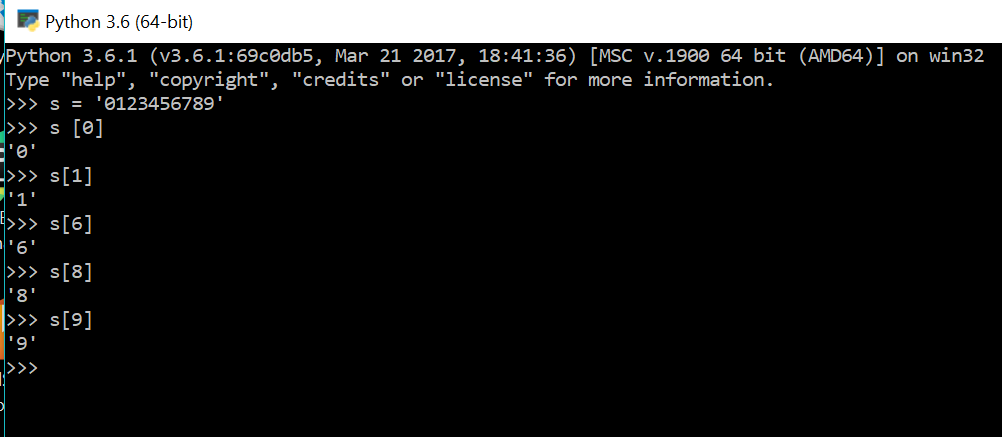 Python 3.6 (64-bit)
Python 3.6.1 (v3.6.1:69c0db5, Mar 21 2017, 18:41:36) [MSC v.1900 64 bit (AMD64)] on win32
Type "help", "copyright", "credits" or "license" for more information.
>>> s = '0123456789'
>>> s [0]
'0'
>>> s[1]
'1'
>>> s[6]
'6'
>>> s[8]
'8'
>>> s[9]
'9'
>>>